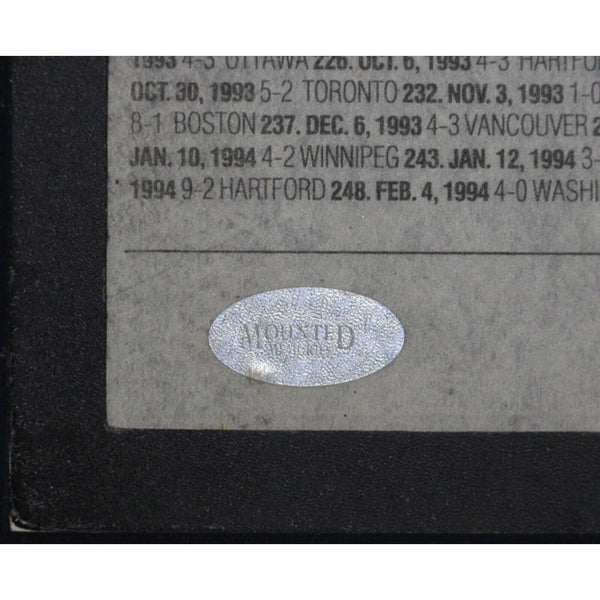 1993 4-3 OTTAWA 226. OCT. 6, 1993 4-3 HARTFO
OCT. 30, 1993 5-2 TORONTO 232. NOV. 3, 1993 1-0
8-1 BOSTON 237. DEC. 6, 1993 4-3 VANCOUVER 2
JAN. 10, 1994 4-2 WINNIPEG 243. JAN. 12, 1994 3-
1994 9-2 HARTFORD 248. FEB. 4, 1994 4-0 WASHI
MOUNTED
MEMORIES